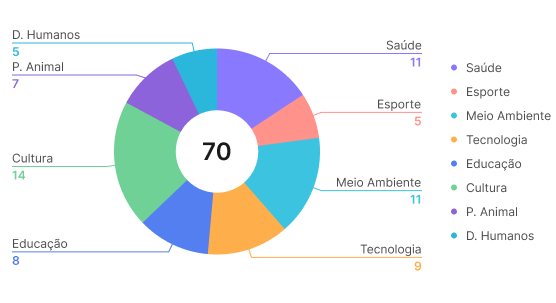 D. Humanos
5
P. Animal
7
Cultura
14
Educação
8
70
Saúde
11
Esporte
5
Meio Ambiente
11
Tecnologia
9
Saúde
Esporte
Meio Ambiente
Tecnologia
Educação
Cultura
P. Animal
D. Humanos